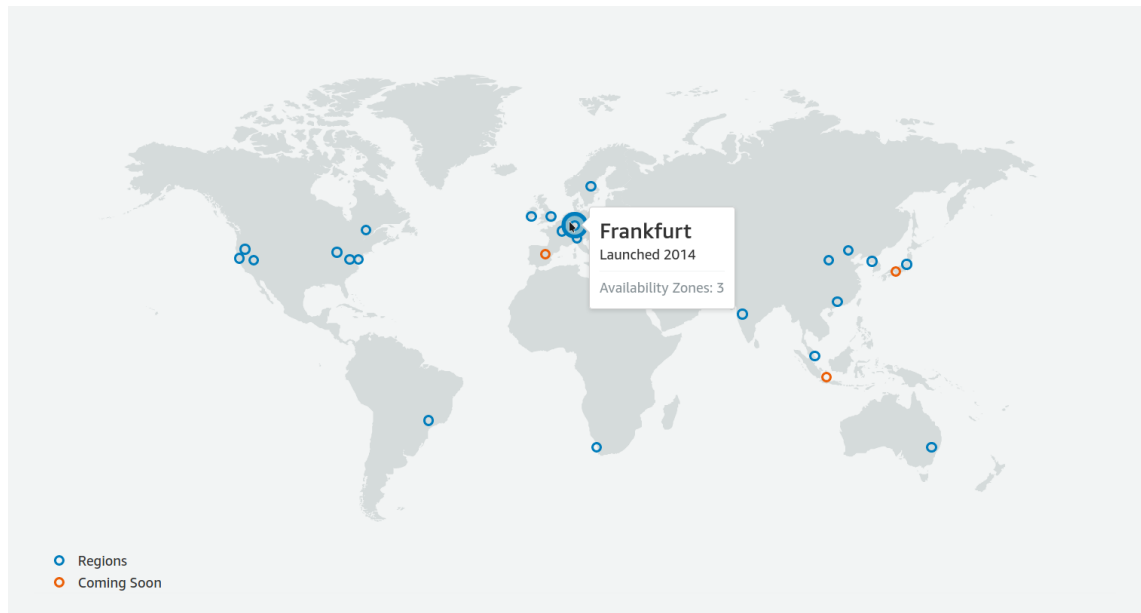 Frankfurt
Launched 2014
Availability Zones: 3
Regions
Coming Soon